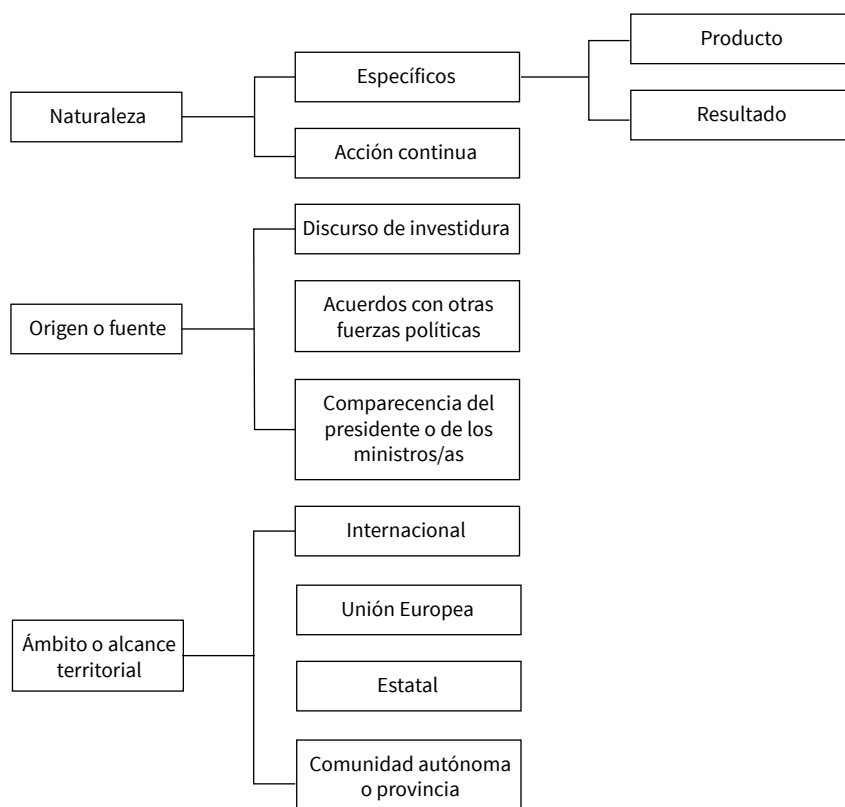 Producto
Específicos
Naturaleza
Resultado
Acción continua
Discurso de investidura
Acuerdos con otras
fuerzas políticas
Origen o fuente
Comparecencia del
presidente o de los
ministros/as
Internacional
Unión Europea
Ámbito o alcance
territorial
Estatal
Comunidad autónoma
o provincia